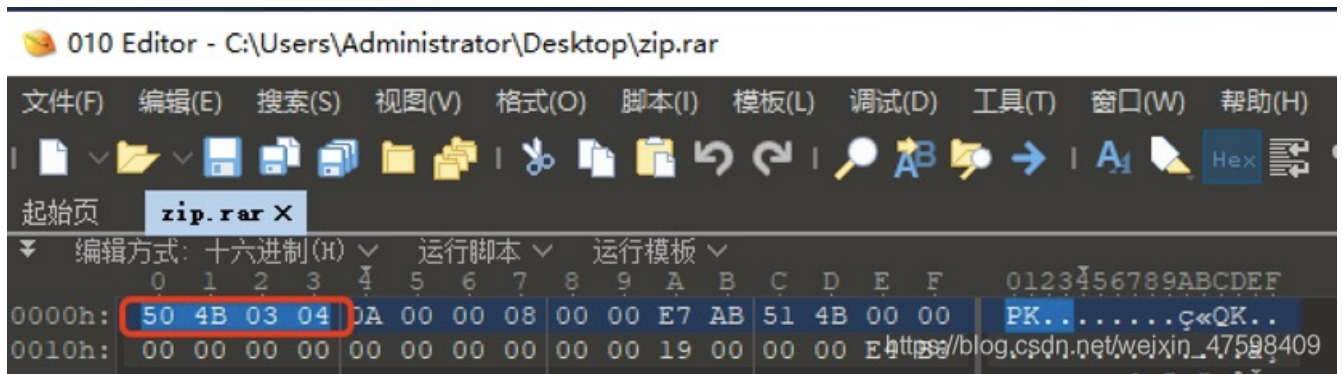 010 Editor - C:\Users\Administrator\Desktop\zip.rar
文件(F) 编辑(E) 搜索(S) 视图(V) 格式(O) 脚本(I) 模板(L) 调试(D) 工具(T) 窗口(W) 帮助(H)
Hex
起始页 zip.rar ×
编辑方式: 十六进制(H) 运行脚本 运行模板
0 1 2 3 4 5 6 7 8 9 A B C D E F 0123456789ABCDEF
0000h: 50 4B 03 04 0A 00 00 08 00 00 E7 AB 51 4B 00 00 PK........ç«QK..
0010h: 00 00 00 00 00 00 00 00 00 00 19 00 00 00
https://blog.csdn.net/weixin_47598409